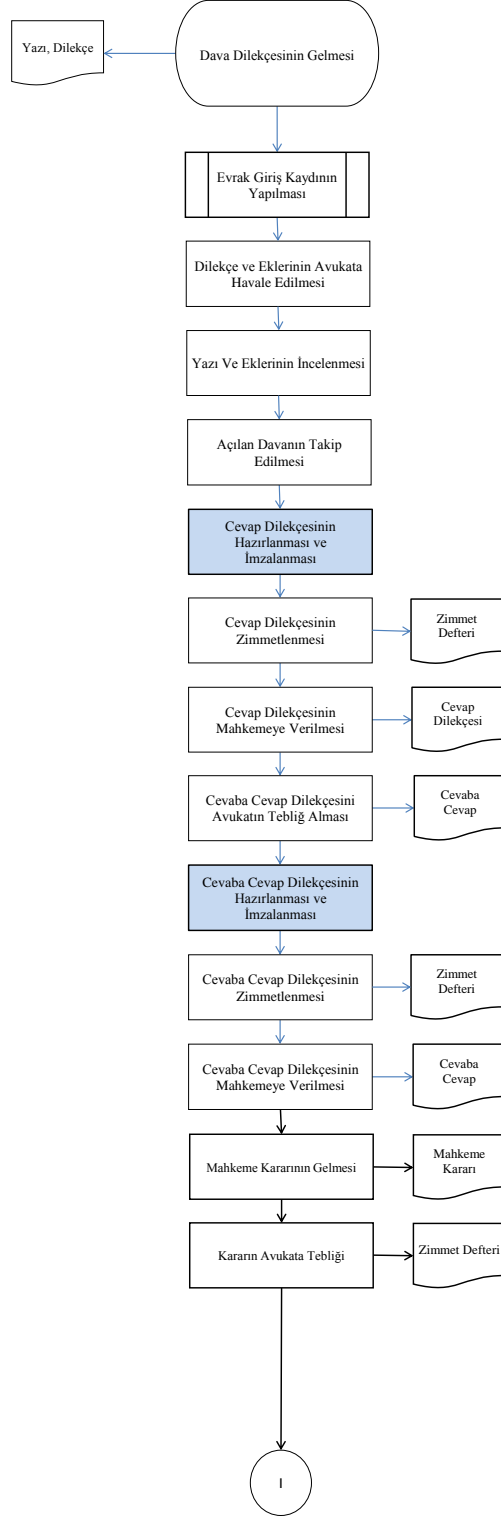 Yazı, Dilekçe
Dava Dilekçesinin Gelmesi
Evrak Giriş Kaydının
Yapılması
Dilekçe ve Eklerinin Avukata
Havale Edilmesi
Yazı Ve Eklerinin İncelenmesi
Açılan Davanın Takip
Edilmesi
Cevap Dilekçesinin
Hazırlanması ve
İmzalanması
Cevap Dilekçesinin
Zimmetlenmesi
Zimmet
Defteri
Cevap Dilekçesinin
Mahkemeye Verilmesi
Cevap
Dilekçesi
Cevaba Cevap Dilekçesini
Avukatın Tebliğ Alması
Cevaba
Cevap
Cevaba Cevap Dilekçesinin
Hazırlanması ve
İmzalanması
Cevaba Cevap Dilekçesinin
Zimmetlenmesi
Zimmet
Defteri
Cevaba Cevap Dilekçesinin
Mahkemeye Verilmesi
Cevaba
Cevap
Mahkeme Kararının Gelmesi
Mahkeme
Kararı
Kararın Avukata Tebliği
Zimmet Defteri
I